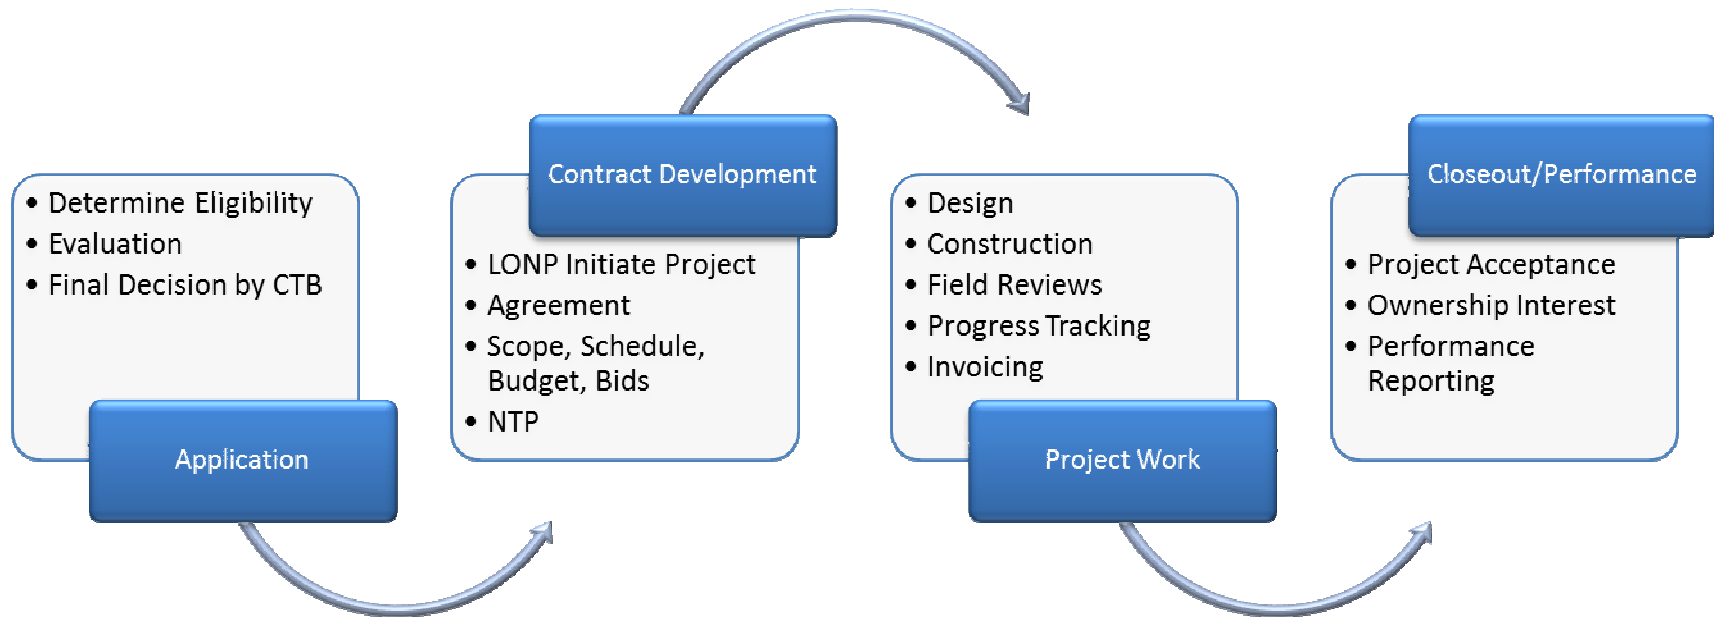 • Determine Eligibility
• Evaluation
• Final Decision by CTB
Application
Contract Development
• LONP Initiate Project
• Agreement
• Scope, Schedule,
Budget, Bids
• NTP
• Design
• Construction
• Field Reviews
• Progress Tracking
• Invoicing
Project Work
Closeout/Performance
• Project Acceptance
• Ownership Interest
• Performance
Reporting